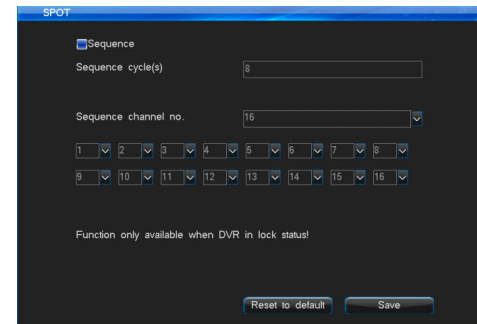 SPOT
Sequence
Sequence cycle(s) 8
Sequence channel no. 16
1 2 3 4 5 6 7 8
9 10 11 12 13 14 15 16
Function only available when DVR in lock status!
Reset to default Save